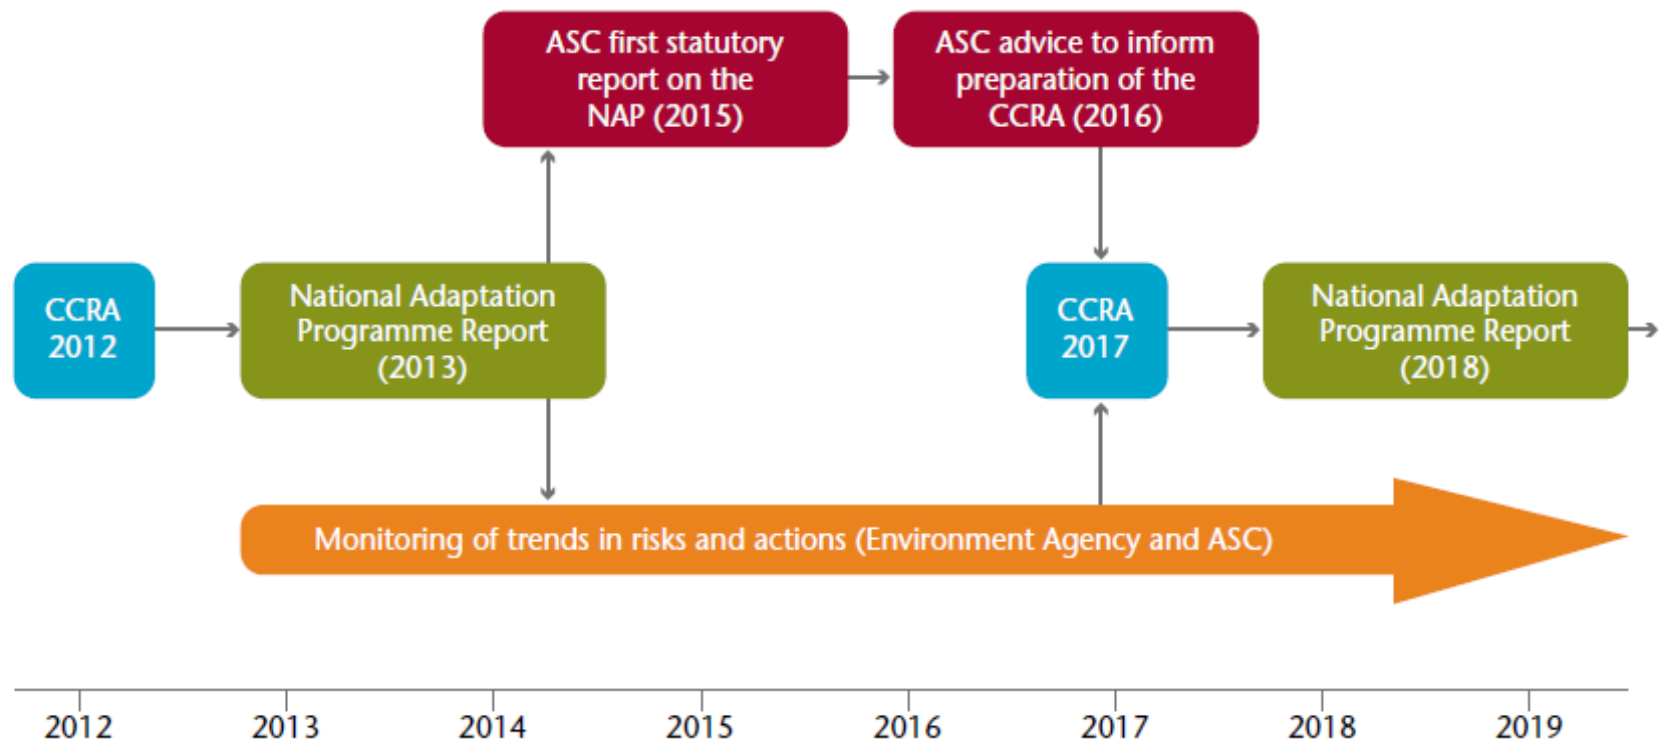 ASC first statutory
report on the
NAP (2015)
ASC advice to inform
preparation of the
CCRA (2016)
CCRA
2012
National Adaptation
Programme Report
(2013)
CCRA
2017
National Adaptation
Programme Report
(2018)
Monitoring of trends in risks and actions (Environment Agency and ASC)
2012
2013
2014
2015
2016
2017
2018
2019